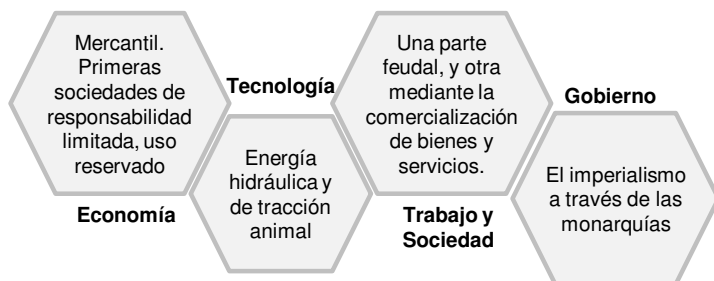 Mercantil.
Primeras
sociedades de
responsabilidad
limitada, uso
reservado
Economía
Tecnología
Energía
hidráulica y
de tracción
animal
Una parte
feudal, y otra
mediante la
comercialización
de bienes y
servicios.
Trabajo y
Sociedad
Gobierno
El imperialismo
a través de las
monarquías